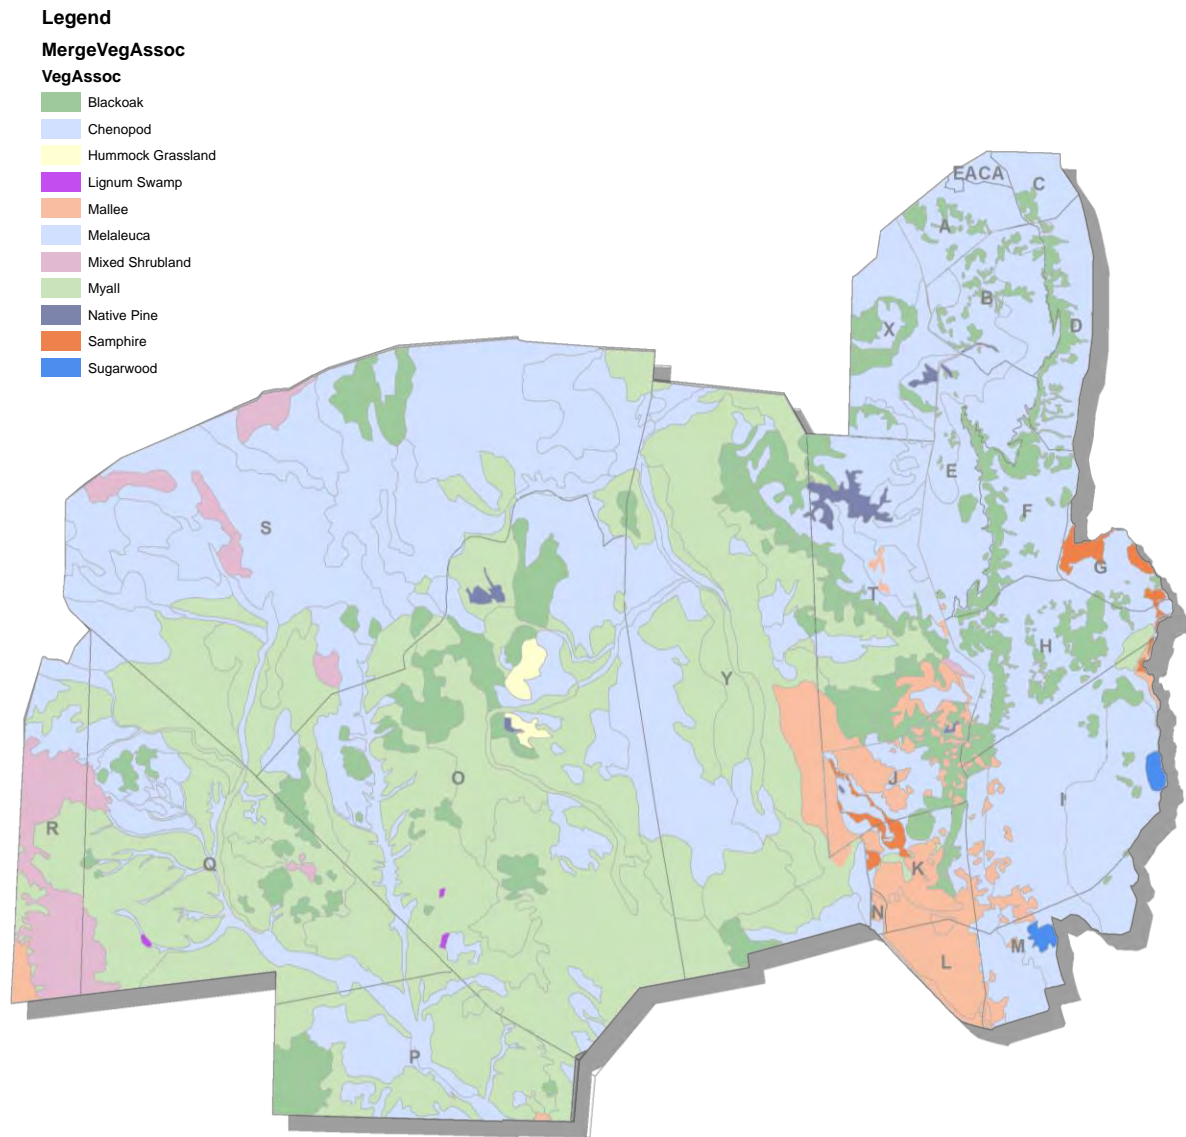 Legend
MergeVegAssoc
VegAssoc
Blackoak
Chenopod
Hummock Grassland
Lignum Swamp
Mallee
Melaleuca
Mixed Shrubland
Myall
Native Pine
Samphire
Sugarwood
EACA
C
A
B
X
D
E
S
F
G
T
H
Y
O
J
I
R
Q
K
N
M
L
P